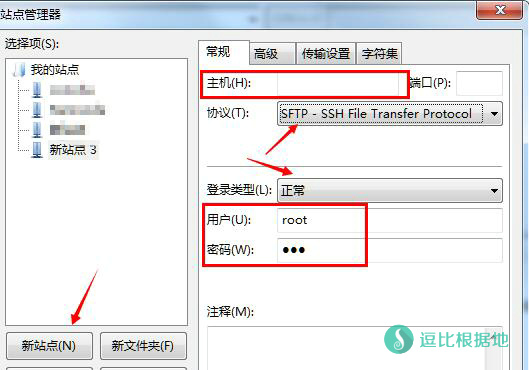 站点管理器
选择项(S):
我的站点
新站点 3
新站点(N)
新文件夹(F)
常规
高级
传输设置
字符集
主机(H):
端口(P):
协议(T):
SFTP - SSH File Transfer Protocol
登录类型(L):
正常
用户(U):
root
密码(W):
●●●
注释(M):
逗比根据地